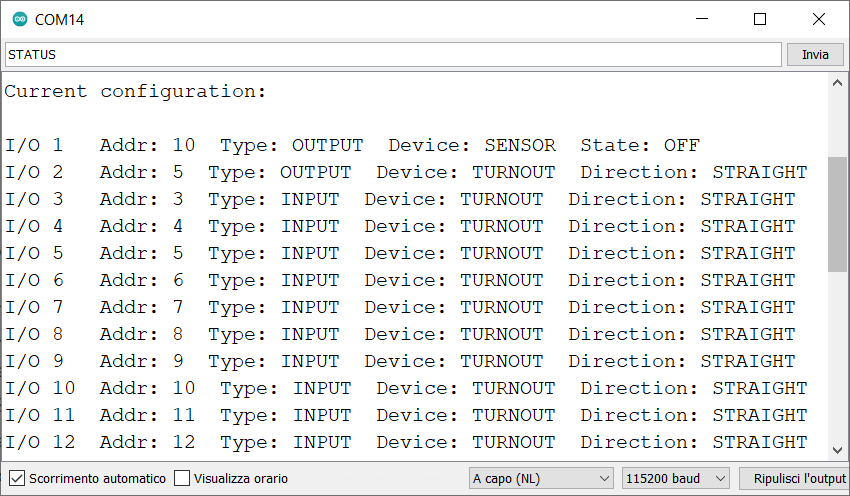 COM14
STATUS Invia
Current configuration:
I/O 1 Addr: 10 Type: OUTPUT Device: SENSOR State: OFF
I/O 2 Addr: 5 Type: OUTPUT Device: TURNOUT Direction: STRAIGHT
I/O 3 Addr: 3 Type: INPUT Device: TURNOUT Direction: STRAIGHT
I/O 4 Addr: 4 Type: INPUT Device: TURNOUT Direction: STRAIGHT
I/O 5 Addr: 5 Type: INPUT Device: TURNOUT Direction: STRAIGHT
I/O 6 Addr: 6 Type: INPUT Device: TURNOUT Direction: STRAIGHT
I/O 7 Addr: 7 Type: INPUT Device: TURNOUT Direction: STRAIGHT
I/O 8 Addr: 8 Type: INPUT Device: TURNOUT Direction: STRAIGHT
I/O 9 Addr: 9 Type: INPUT Device: TURNOUT Direction: STRAIGHT
I/O 10 Addr: 10 Type: INPUT Device: TURNOUT Direction: STRAIGHT
I/O 11 Addr: 11 Type: INPUT Device: TURNOUT Direction: STRAIGHT
I/O 12 Addr: 12 Type: INPUT Device: TURNOUT Direction: STRAIGHT
Scorrimento automatico Visualizza orario A capo (NL) 115200 baud Ripulisci l'output